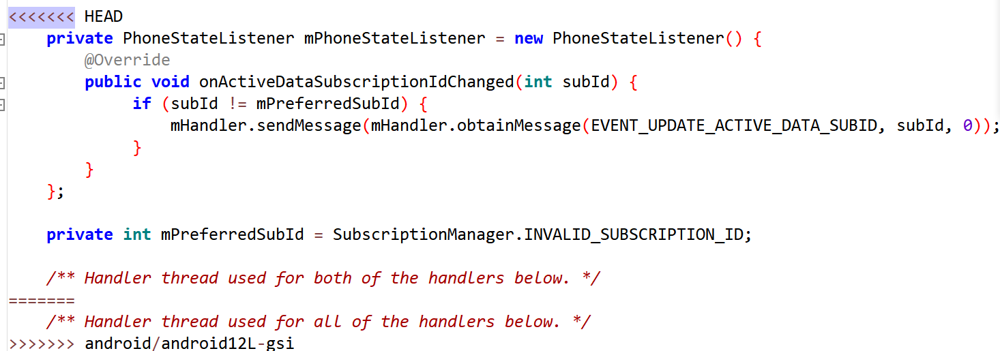 <<<<<<< HEAD
    private PhoneStateListener mPhoneStateListener = new PhoneStateListener() {
        @Override
        public void onActiveDataSubscriptionIdChanged(int subId) {
             if (subId != mPreferredSubId) {
                 mHandler.sendMessage(mHandler.obtainMessage(EVENT_UPDATE_ACTIVE_DATA_SUBID, subId, 0));
             }
        }
    };

    private int mPreferredSubId = SubscriptionManager.INVALID_SUBSCRIPTION_ID;

    /** Handler thread used for both of the handlers below. */
=======
    /** Handler thread used for all of the handlers below. */
>>>>>>> android/android12L-gsi